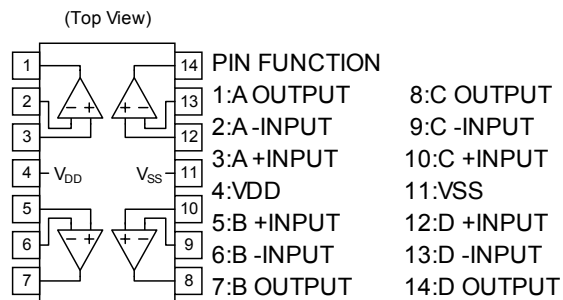 (Top View)
1
2
3
4
5
6
7
14
13
12
11
10
9
8
− +
+ −
VDD
VSS
− +
+ −
PIN FUNCTION
1:A OUTPUT
2:A -INPUT
3:A +INPUT
4:VDD
5:B +INPUT
6:B -INPUT
7:B OUTPUT
8:C OUTPUT
9:C -INPUT
10:C +INPUT
11:VSS
12:D +INPUT
13:D -INPUT
14:D OUTPUT